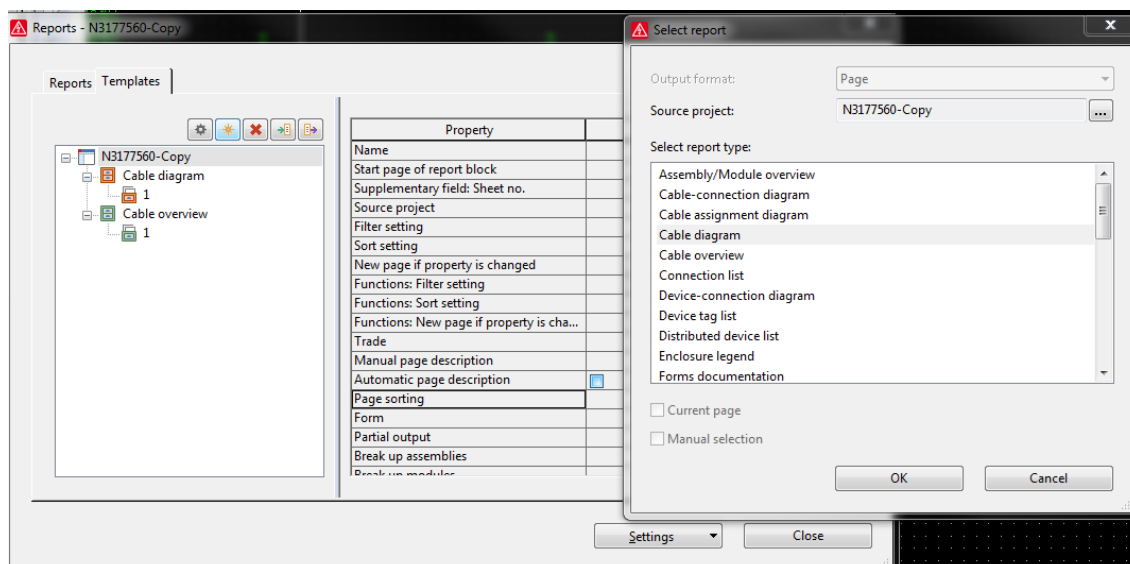 Reports - N3177560-Copy
Reports Templates
N3177560-Copy
Cable diagram
1
Cable overview
1
Property
Name
Start page of report block
Supplementary field: Sheet no.
Source project
Filter setting
Sort setting
New page if property is changed
Functions: Filter setting
Functions: Sort setting
Functions: New page if property is cha...
Trade
Manual page description
Automatic page description
Page sorting
Form
Partial output
Break up assemblies
Break up modules
Settings
Close
Select report
Output format: Page
Source project: N3177560-Copy ...
Select report type:
Assembly/Module overview
Cable-connection diagram
Cable assignment diagram
Cable diagram
Cable overview
Connection list
Device-connection diagram
Device tag list
Distributed device list
Enclosure legend
Forms documentation
Current page
Manual selection
OK Cancel